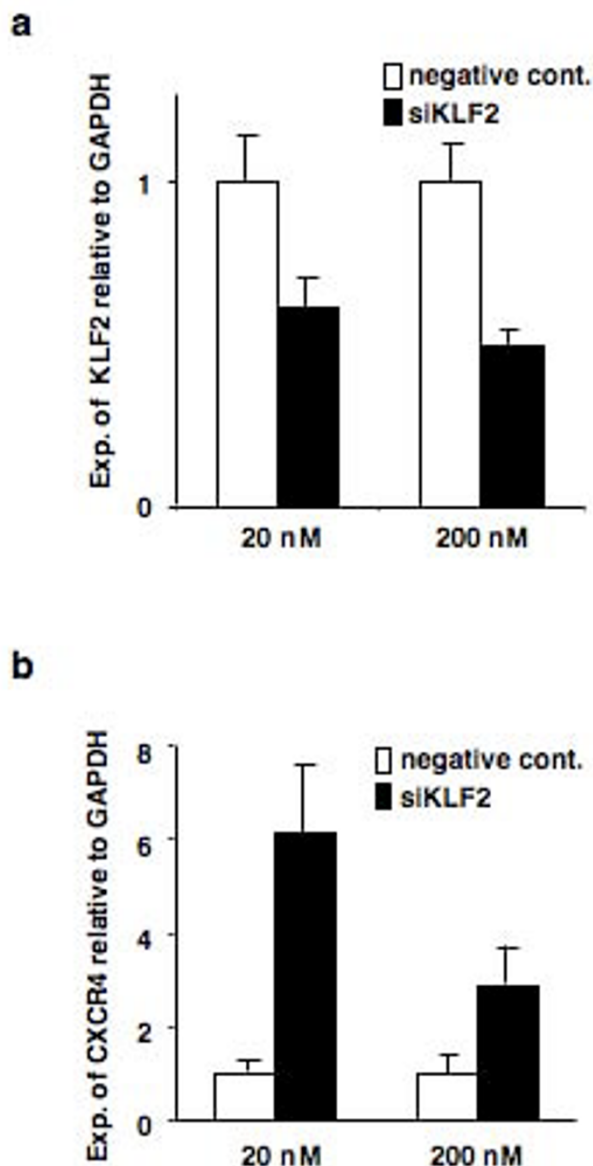 a
negative cont.
siKLF2
Exp. of KLF2 relative to GAPDH
1
0
20 nM
200 nM
b
negative cont.
siKLF2
Exp. of CXCR4 relative to GAPDH
8
6
4
2
0
20 nM
200 nM